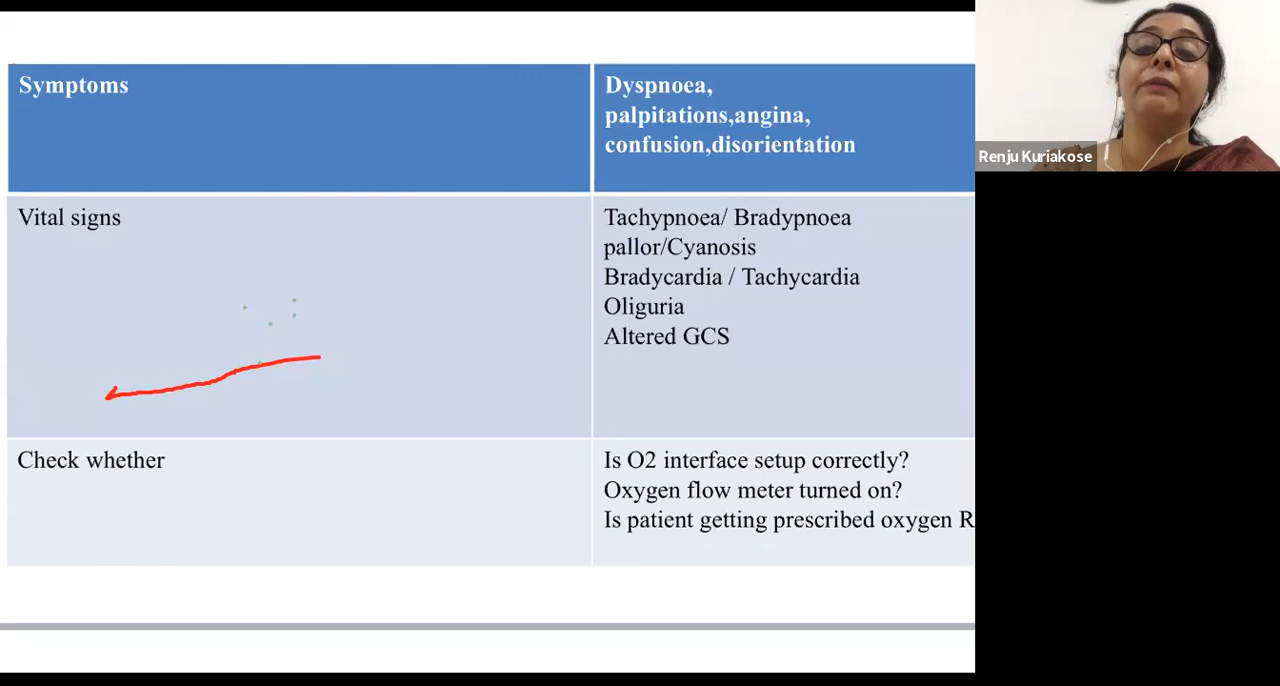 Symptoms
Dyspnoea,
palpitations,angina,
confusion,disorientation
Vital signs
Tachypnoea/ Bradypnoea
pallor/Cyanosis
Bradycardia / Tachycardia
Oliguria
Altered GCS
Check whether
Is O2 interface setup correctly?
Oxygen flow meter turned on?
Is patient getting prescribed oxygen R
Renju Kuriakose